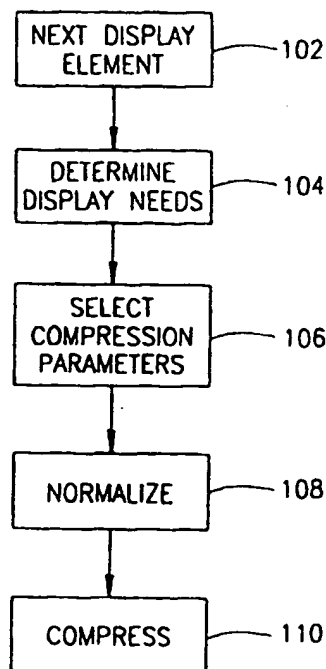 NEXT DISPLAY
ELEMENT
102
DETERMINE
DISPLAY NEEDS
104
SELECT
COMPRESSION
PARAMETERS
106
NORMALIZE
108
COMPRESS
110